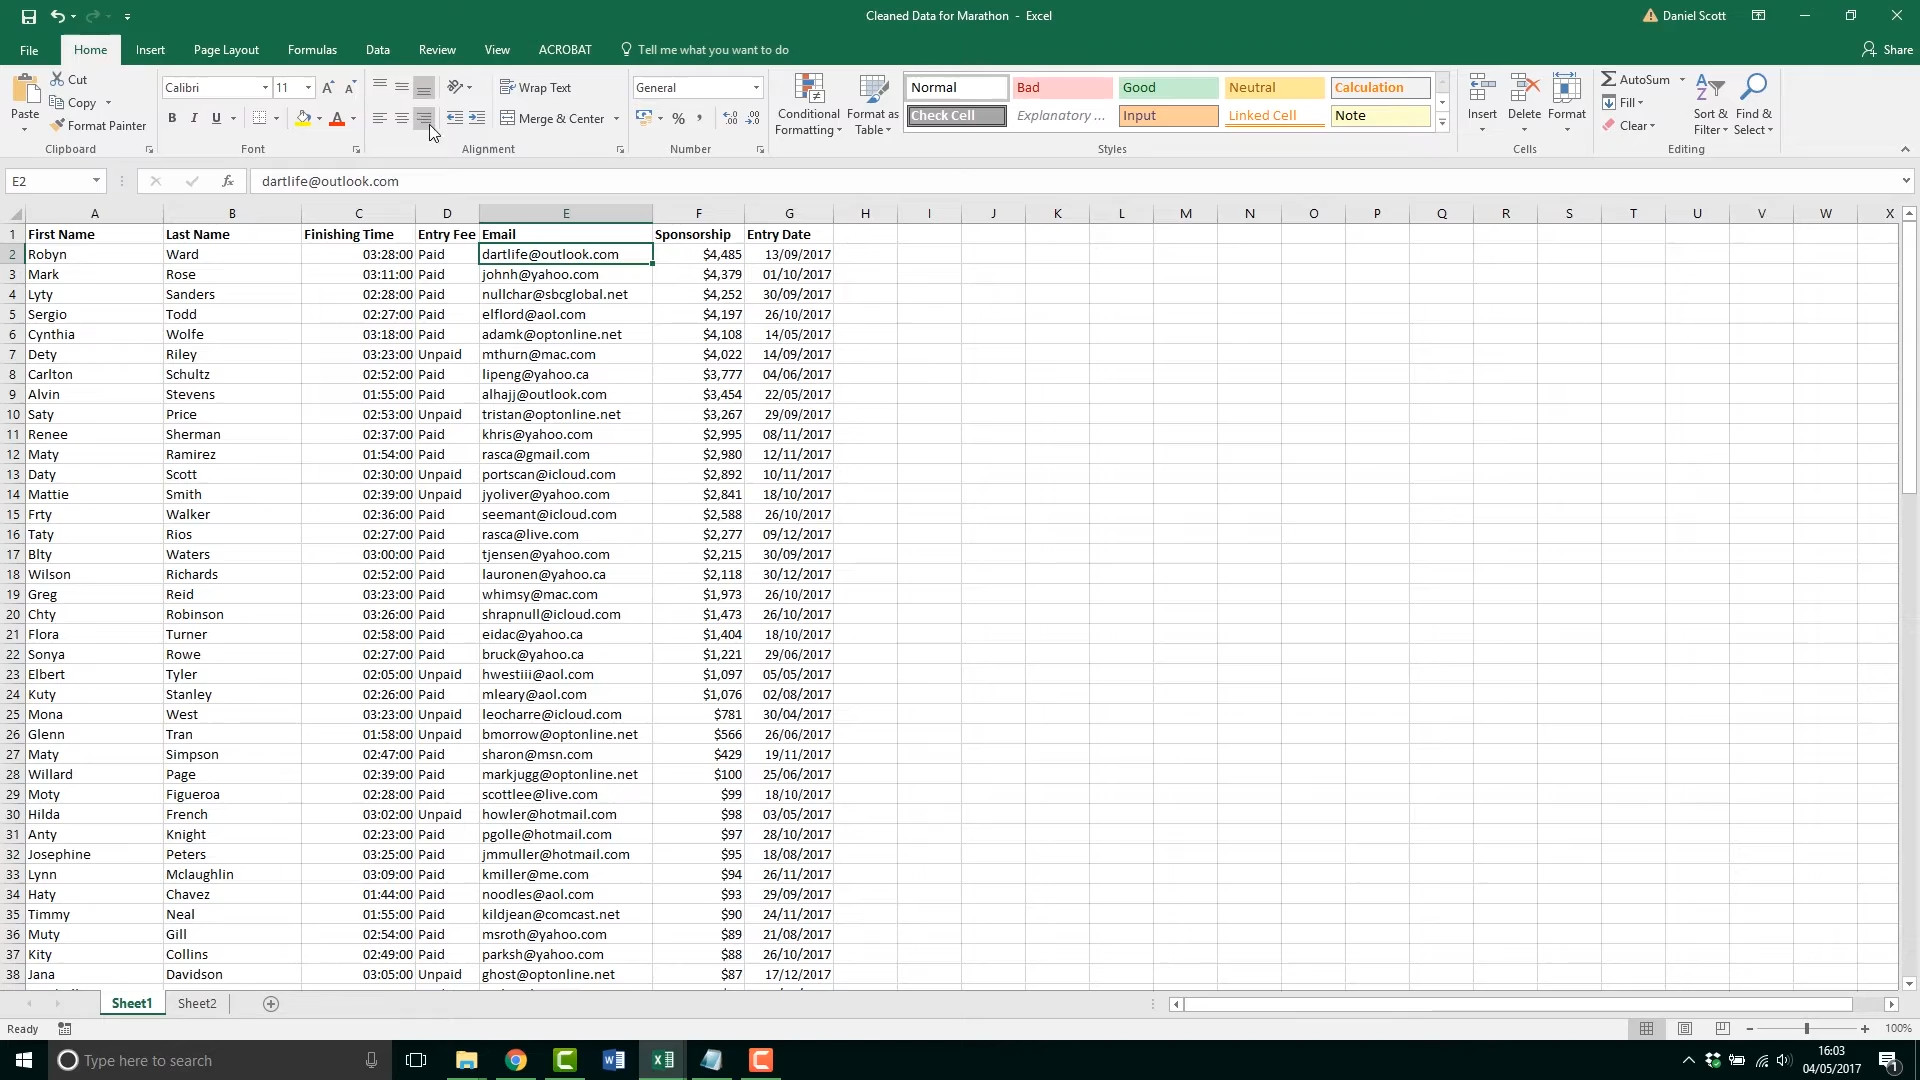 Cleaned Data for Marathon - Excel
Daniel Scott
File Home Insert Page Layout Formulas Data Review View ACROBAT Tell me what you want to do Share
Cut
Copy
Format Painter
Paste
Clipboard
Calibri 11
B I U
Font
Wrap Text
Merge & Center
Alignment
General
%
Number
Conditional Formatting
Format as Table
Normal Bad Good Neutral Calculation
Check Cell Explanatory ... Input Linked Cell Note
Styles
Insert Delete Format
Cells
AutoSum
Fill
Clear
Sort & Filter
Find & Select
Editing
E2 fx dartlife@outlook.com
A B C D E F G H I J K L M N O P Q R S T U V W X
1 First Name Last Name Finishing Time Entry Fee Email Sponsorship Entry Date
2 Robyn Ward 03:28:00 Paid dartlife@outlook.com $4,485 13/09/2017
3 Mark Rose 03:11:00 Paid johnh@yahoo.com $4,379 01/10/2017
4 Lyty Sanders 02:28:00 Paid nullchar@sbcglobal.net $4,252 30/09/2017
5 Sergio Todd 02:27:00 Paid elflord@aol.com $4,197 26/10/2017
6 Cynthia Wolfe 03:18:00 Paid adamk@optonline.net $4,108 14/05/2017
7 Dety Riley 03:23:00 Unpaid mthurn@mac.com $4,022 14/09/2017
8 Carlton Schultz 02:52:00 Paid lipeng@yahoo.ca $3,777 04/06/2017
9 Alvin Stevens 01:55:00 Paid alhajj@outlook.com $3,454 22/05/2017
10 Saty Price 02:53:00 Unpaid tristan@optonline.net $3,267 29/09/2017
11 Renee Sherman 02:37:00 Paid khris@yahoo.com $2,995 08/11/2017
12 Maty Ramirez 01:54:00 Paid rasca@gmail.com $2,980 12/11/2017
13 Daty Scott 02:30:00 Unpaid portscan@icloud.com $2,892 10/11/2017
14 Mattie Smith 02:39:00 Unpaid jyoliver@yahoo.com $2,841 18/10/2017
15 Frty Walker 02:36:00 Paid seemant@icloud.com $2,588 26/10/2017
16 Taty Rios 02:27:00 Paid rasca@live.com $2,277 09/12/2017
17 Blty Waters 03:00:00 Paid tjensen@yahoo.com $2,215 30/09/2017
18 Wilson Richards 02:52:00 Paid lauronen@yahoo.ca $2,118 30/12/2017
19 Greg Reid 03:23:00 Paid whimsy@mac.com $1,973 26/10/2017
20 Chty Robinson 03:26:00 Paid shrapnull@icloud.com $1,473 26/10/2017
21 Flora Turner 02:58:00 Paid eidac@yahoo.ca $1,404 18/10/2017
22 Sonya Rowe 02:27:00 Paid bruck@yahoo.ca $1,221 29/06/2017
23 Elbert Tyler 02:05:00 Unpaid hwestiii@aol.com $1,097 05/05/2017
24 Kuty Stanley 02:26:00 Paid mleary@aol.com $1,076 02/08/2017
25 Mona West 03:23:00 Unpaid leocharre@icloud.com $781 30/04/2017
26 Glenn Tran 01:58:00 Unpaid bmorrow@optonline.net $566 26/06/2017
27 Maty Simpson 02:47:00 Paid sharon@msn.com $429 19/11/2017
28 Willard Page 02:39:00 Paid markjugg@optonline.net $100 25/06/2017
29 Moty Figueroa 02:28:00 Paid scottlee@live.com $99 18/10/2017
30 Hilda French 03:02:00 Unpaid howler@hotmail.com $98 03/05/2017
31 Anty Knight 02:23:00 Paid pgolle@hotmail.com $97 28/10/2017
32 Josephine Peters 03:25:00 Paid jmmuller@hotmail.com $95 18/08/2017
33 Lynn Mclaughlin 03:09:00 Paid kmiller@me.com $94 26/11/2017
34 Haty Chavez 01:44:00 Paid noodles@aol.com $93 29/09/2017
35 Timmy Neal 01:55:00 Paid kildjean@comcast.net $90 24/11/2017
36 Muty Gill 02:54:00 Paid msroth@yahoo.com $89 21/08/2017
37 Kity Collins 02:49:00 Paid parksh@yahoo.com $88 26/10/2017
38 Jana Davidson 03:05:00 Unpaid ghost@optonline.net $87 17/12/2017
Sheet1 Sheet2
Ready 100%
Type here to search
16:03
04/05/2017